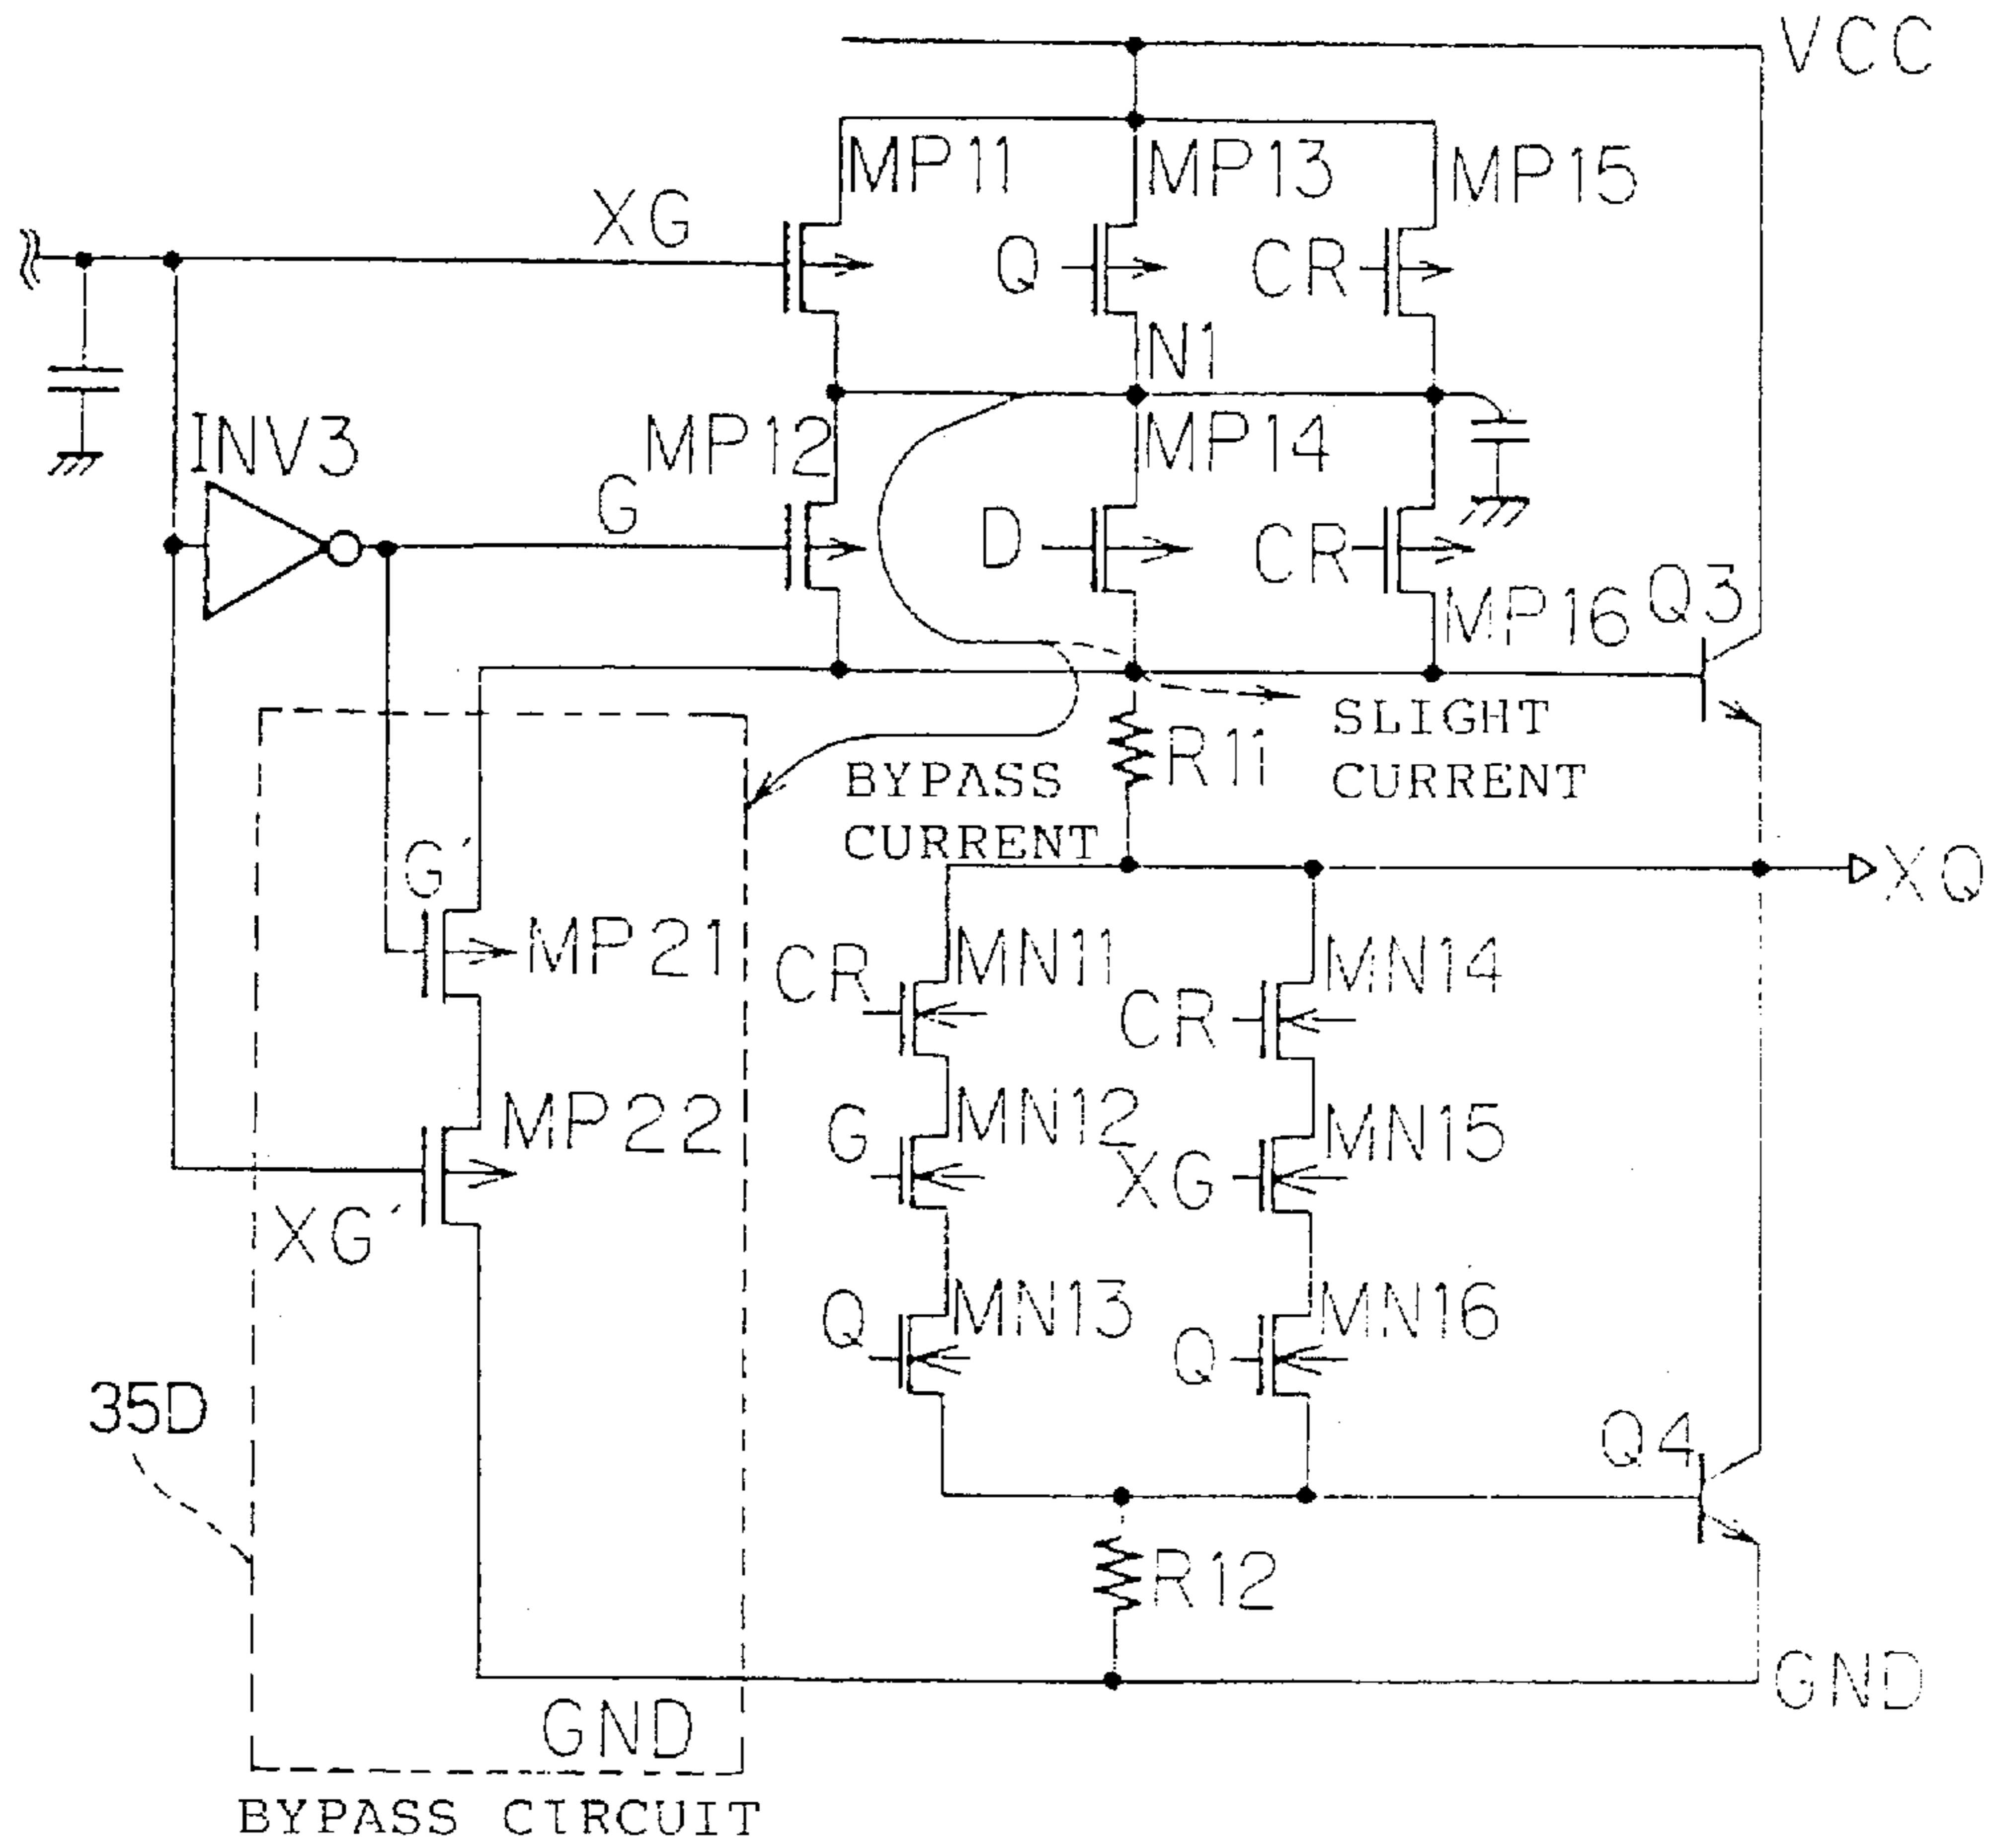 VCC
MP11
MP13
MP15
XG
Q
CR
N1
INV3
MP12
MP14
G
D
CR
MP16
Q3
SLIGHT
CURRENT
R11
BYPASS
CURRENT
G´
XQ
MP21
CR
MN11
CR
MN14
MP22
G
MN12
XG
MN15
XG´
Q
MN13
Q
MN16
35D
Q4
R12
GND
GND
BYPASS CIRCUIT